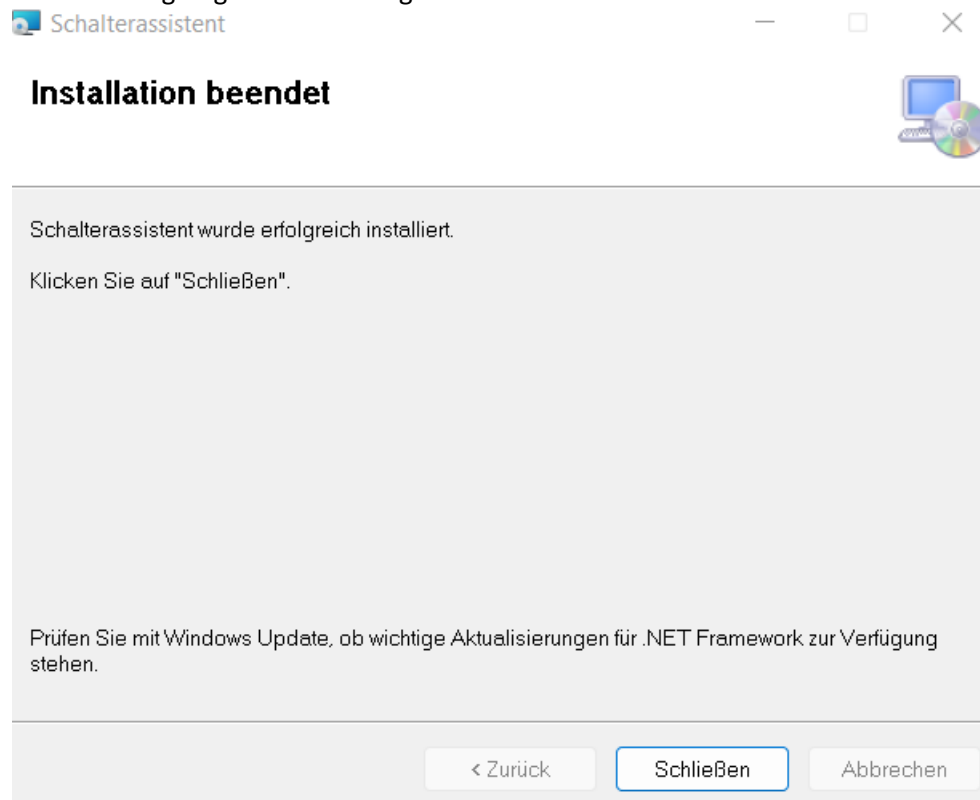 Schalterassistent
Installation beendet
Schalterassistent wurde erfolgreich installiert.
Klicken Sie auf "Schließen".
Prüfen Sie mit Windows Update, ob wichtige Aktualisierungen für .NET Framework zur Verfügung
stehen.
< Zurück
Schließen
Abbrechen